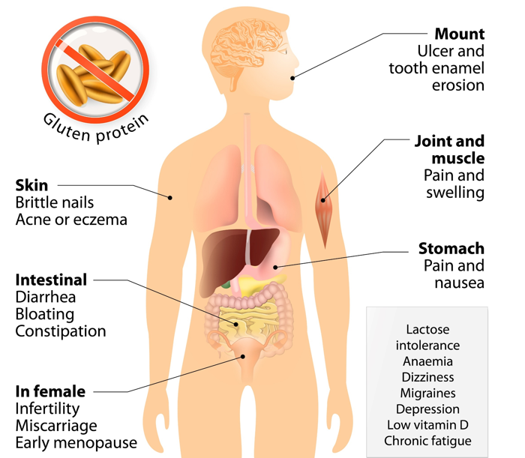 Gluten protein
Mount
Ulcer and
tooth enamel
erosion
Joint and
muscle
Pain and
swelling
Skin
Brittle nails
Acne or eczema
Stomach
Pain and
nausea
Intestinal
Diarrhea
Bloating
Constipation
In female
Infertility
Miscarriage
Early menopause
Lactose
intolerance
Anaemia
Dizziness
Migraines
Depression
Low vitamin D
Chronic fatigue